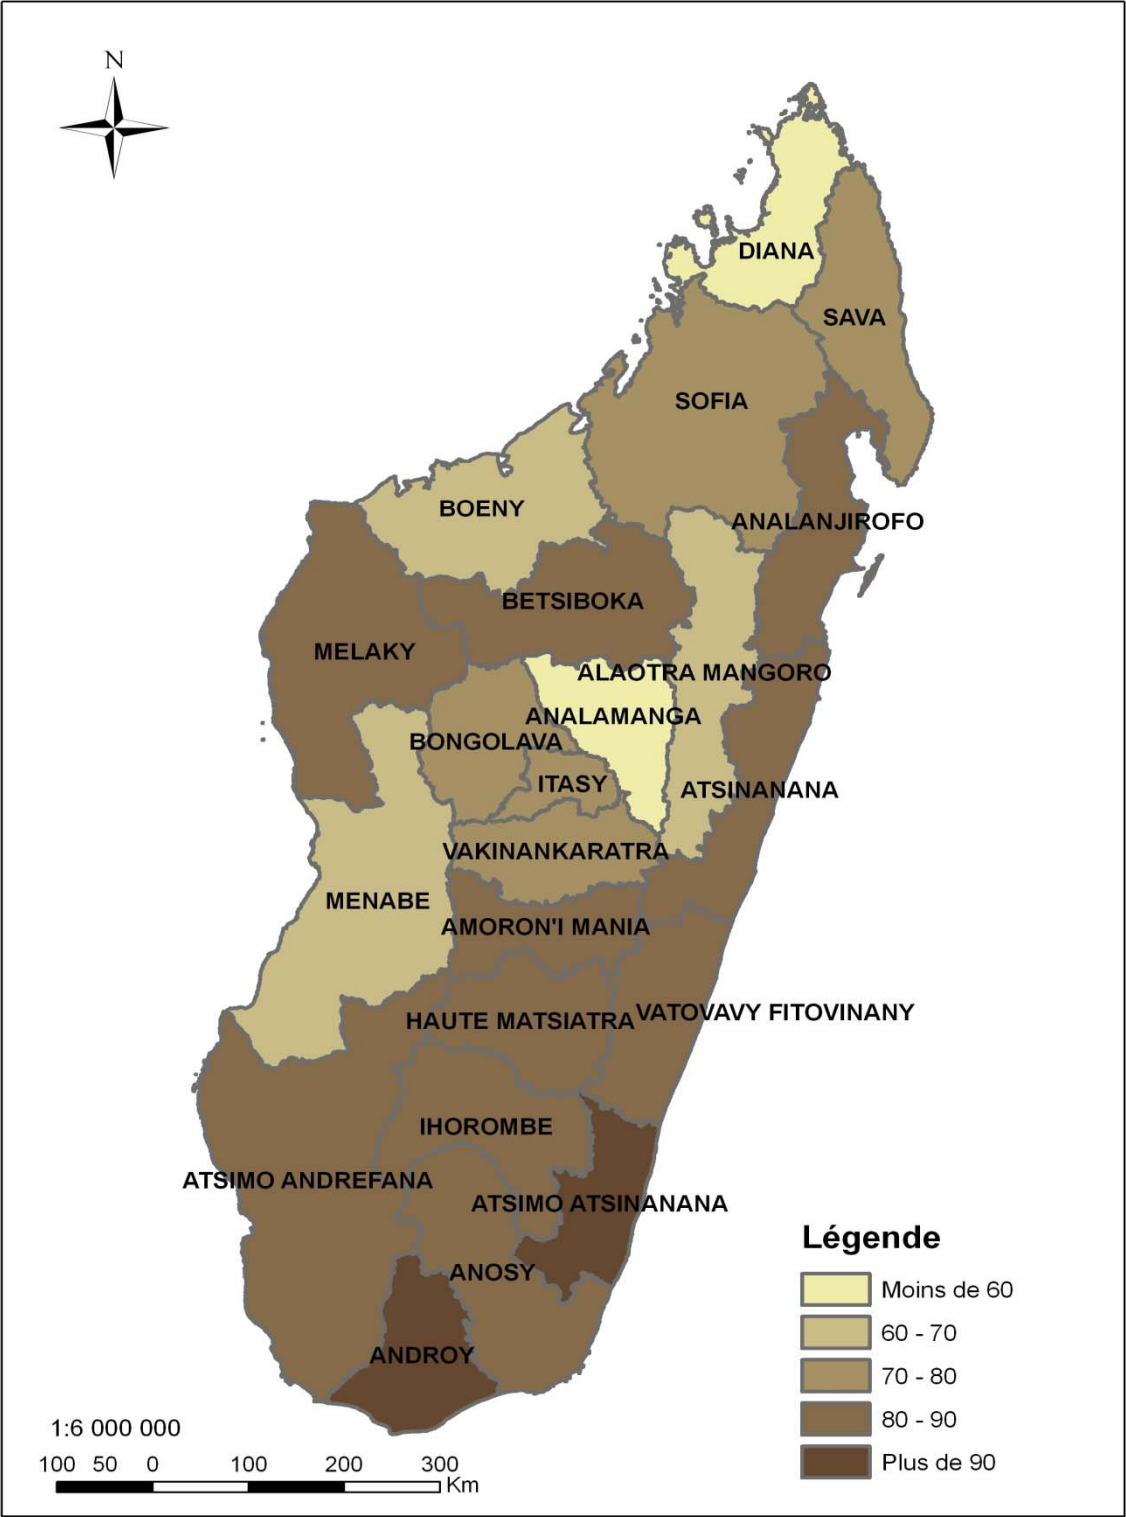 N
DIANA
SAVA
SOFIA
BOENY
ANALANJIROFO
BETSIBOKA
MELAKY
ALAOTRA MANGORO
ANALAMANGA
BONGOLAVA
ITASY
ATSINANANA
VAKINANKARATRA
MENABE
AMORON'I MANIA
HAUTE MATSIATRA
VATOVAVY FITOVINANY
IHOROMBE
ATSIMO ANDREFANA
ATSIMO ATSINANANA
ANOSY
ANDROY
Légende
Moins de 60
60 - 70
70 - 80
80 - 90
Plus de 90
1:6 000 000
100 50 0 100 200 300
Km